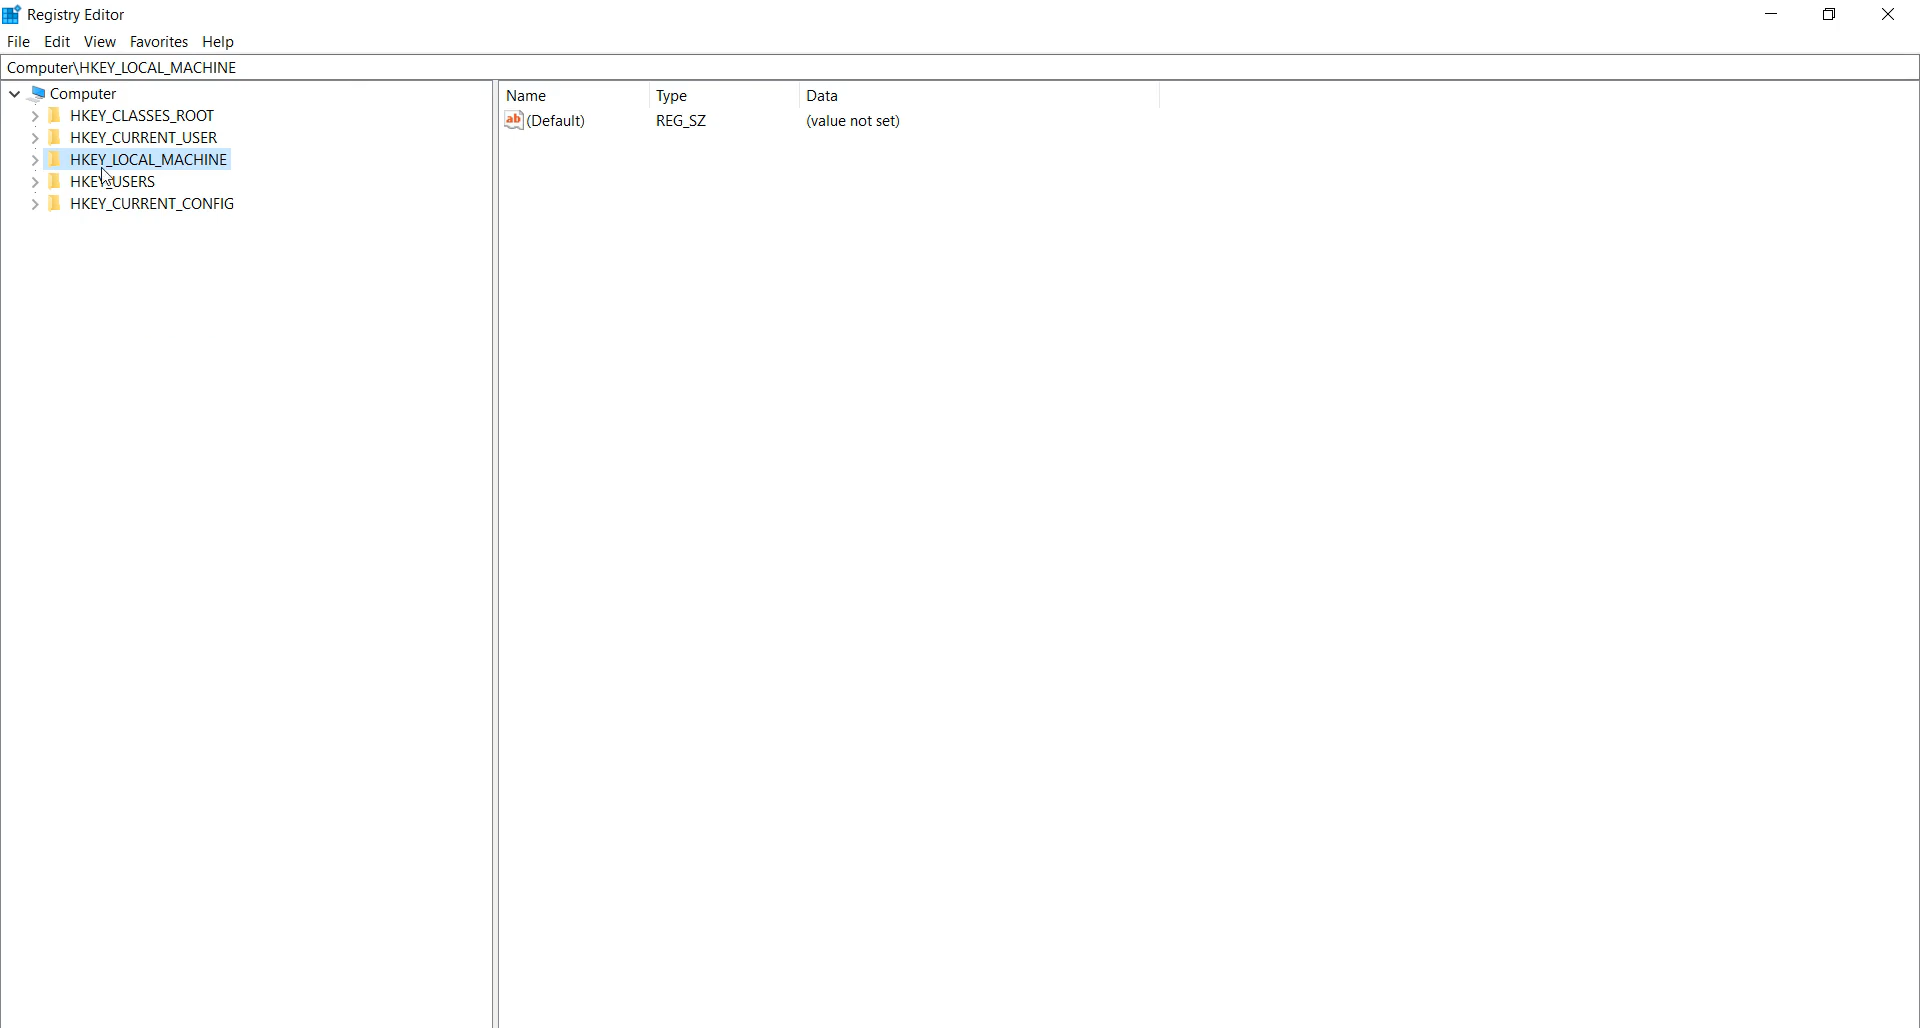 Registry Editor
File Edit View Favorites Help
Computer\HKEY_LOCAL_MACHINE
Computer
HKEY_CLASSES_ROOT
HKEY_CURRENT_USER
HKEY_LOCAL_MACHINE
HKEY_USERS
HKEY_CURRENT_CONFIG
Name Type Data
ab (Default) REG_SZ (value not set)